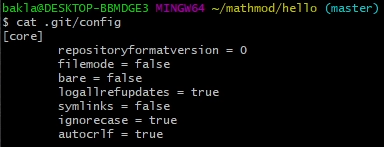 bakla@DESKTOP-BBMDGE3 MINGW64 ~/mathmod/hello (master)
$ cat .git/config
[core]
        repositoryformatversion = 0
        filemode = false
        bare = false
        logallrefupdates = true
        symlinks = false
        ignorecase = true
        autocrlf = true